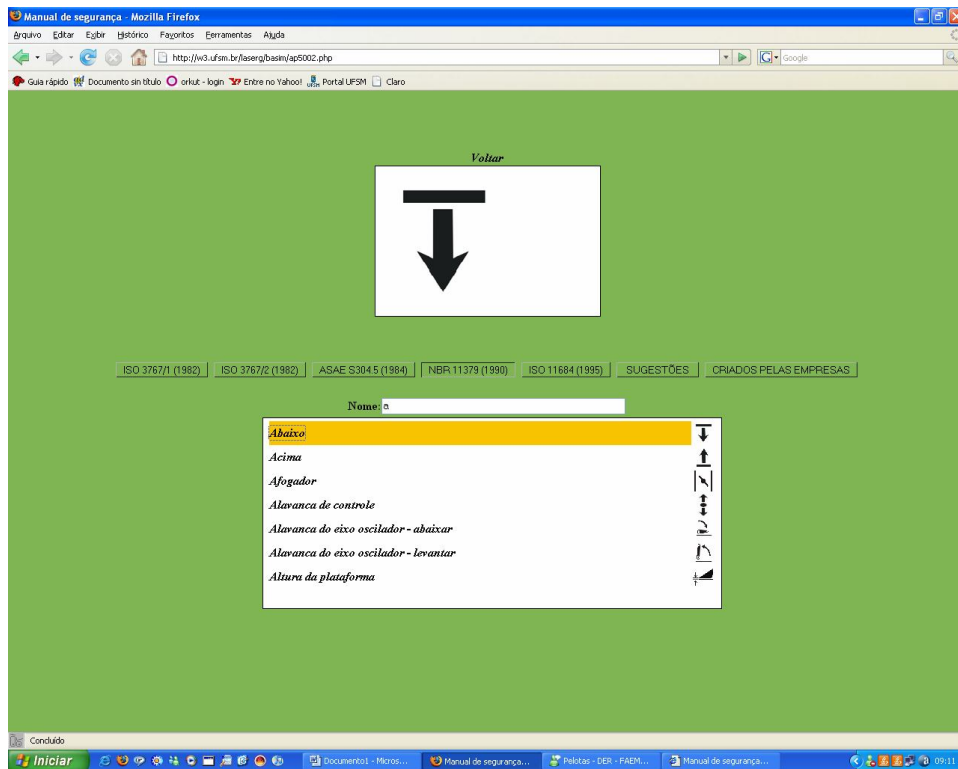 Manual de segurança - Mozilla Firefox
Arquivo Editar Exibir Histórico Favoritos Ferramentas Ajuda
http://w3.ufsm.br/laserg/basim/ap5002.php
Google
Guia rápido Documento sin título orkut - login Entre no Yahoo! Portal UFSM Claro
Voltar
ISO 3767/1 (1982) ISO 3767/2 (1982) ASAE S304.5 (1984) NBR 11379 (1990) ISO 11684 (1995) SUGESTÕES CRIADOS PELAS EMPRESAS
Nome: a
Abaixo
Acima
Afogador
Alavanca de controle
Alavanca do eixo oscilador - abaixar
Alavanca do eixo oscilador - levantar
Altura da plataforma
Concluído
Iniciar Documento1 - Micros... Manual de segurança... Pelotas - DER - FAEM... Manual de segurança... 09:11